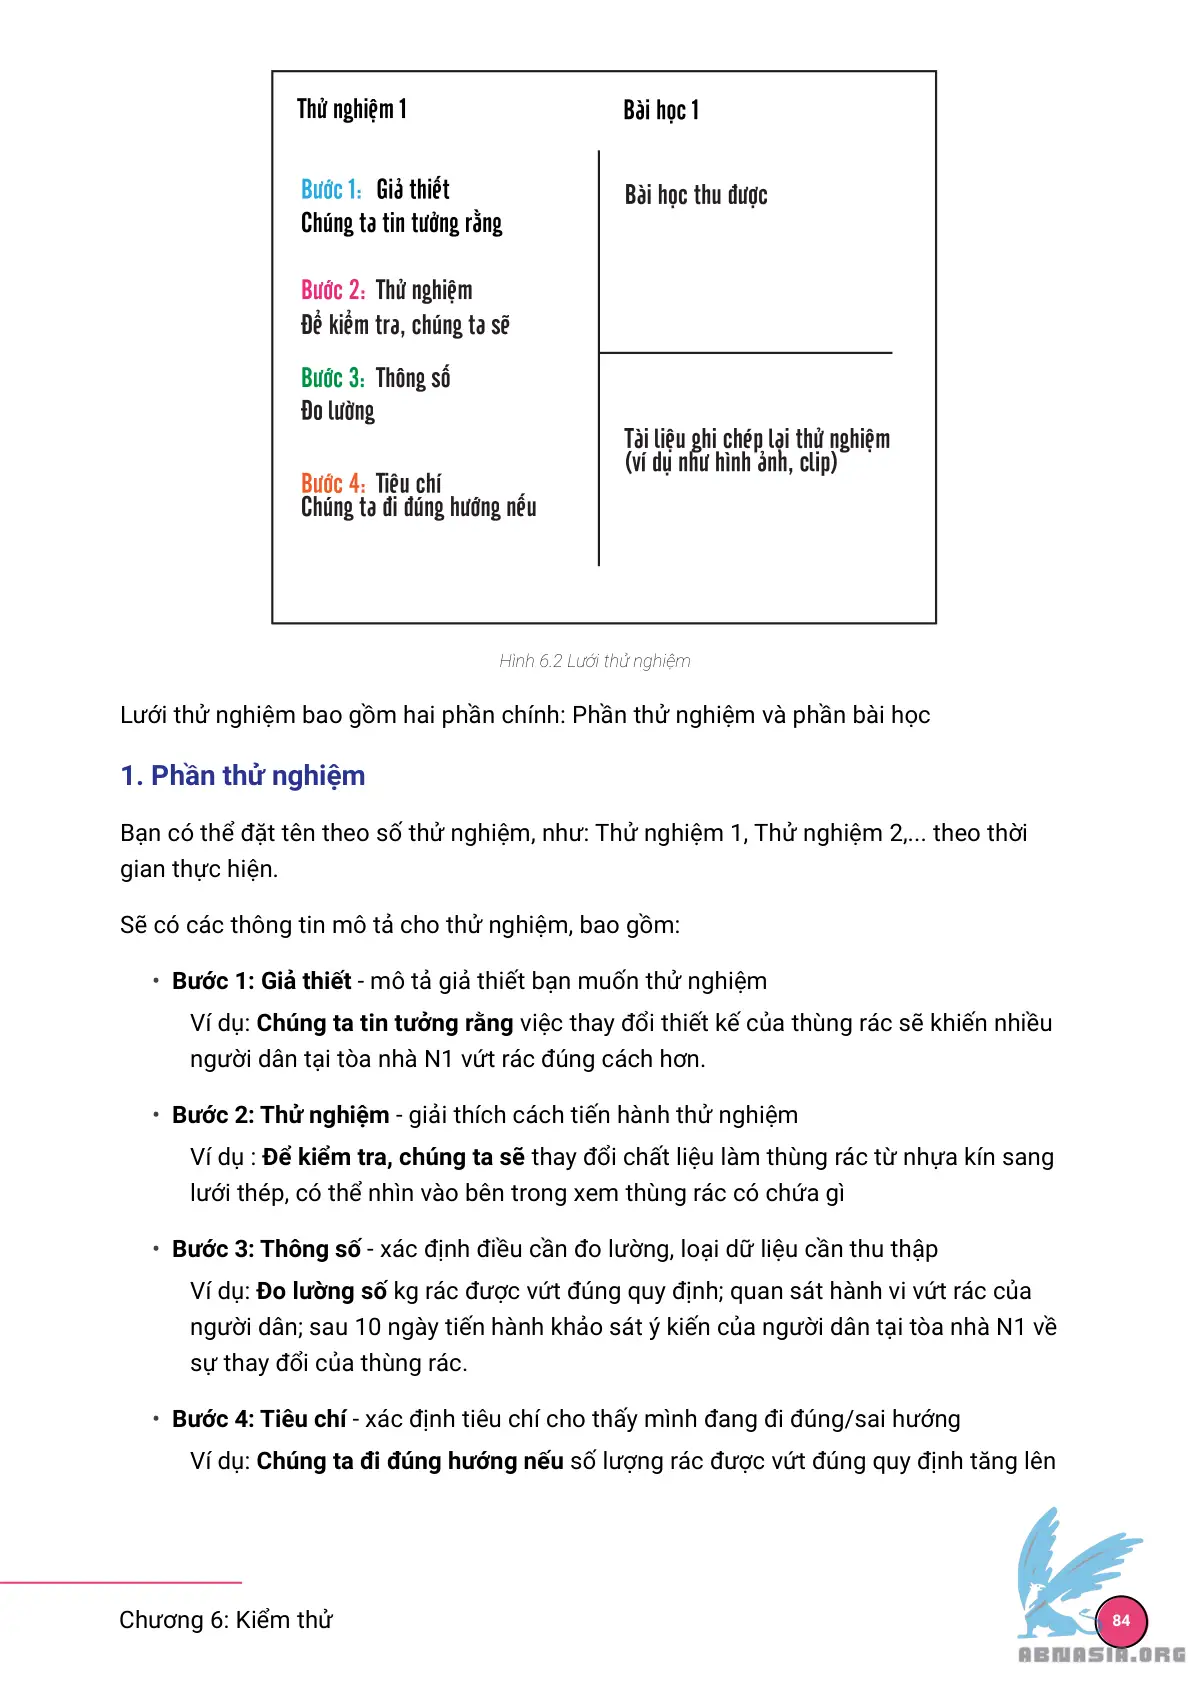 Thử nghiệm 1
Bước 1: Giả thiết
Chúng ta tin tưởng rằng
Bước 2: Thử nghiệm
Để kiểm tra, chúng ta sẽ
Bước 3: Thông số
Đo lường
Bước 4: Tiêu chí
Chúng ta đi đúng hướng nếu
Bài học 1
Bài học thu được
Tài liệu ghi chép lại thử nghiệm
(ví dụ như hình ảnh, clip)
Hình 6.2 Lưới thử nghiệm
Lưới thử nghiệm bao gồm hai phần chính: Phần thử nghiệm và phần bài học
1. Phần thử nghiệm
Bạn có thể đặt tên theo số thử nghiệm, như: Thử nghiệm 1, Thử nghiệm 2,... theo thời
gian thực hiện.
Sẽ có các thông tin mô tả cho thử nghiệm, bao gồm:
• Bước 1: Giả thiết - mô tả giả thiết bạn muốn thử nghiệm
Ví dụ: Chúng ta tin tưởng rằng việc thay đổi thiết kế của thùng rác sẽ khiến nhiều
người dân tại tòa nhà N1 vứt rác đúng cách hơn.
• Bước 2: Thử nghiệm - giải thích cách tiến hành thử nghiệm
Ví dụ : Để kiểm tra, chúng ta sẽ thay đổi chất liệu làm thùng rác từ nhựa kín sang
lưới thép, có thể nhìn vào bên trong xem thùng rác có chứa gì
• Bước 3: Thông số - xác định điều cần đo lường, loại dữ liệu cần thu thập
Ví dụ: Đo lường số kg rác được vứt đúng quy định; quan sát hành vi vứt rác của
người dân; sau 10 ngày tiến hành khảo sát ý kiến của người dân tại tòa nhà N1 về
sự thay đổi của thùng rác.
• Bước 4: Tiêu chí - xác định tiêu chí cho thấy mình đang đi đúng/sai hướng
Ví dụ: Chúng ta đi đúng hướng nếu số lượng rác được vứt đúng quy định tăng lên
Chương 6: Kiểm thử
84
ABNASIA.ORG